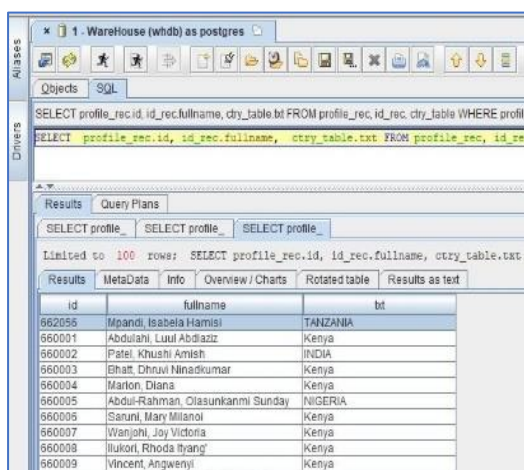 1 - WareHouse (whdb) as postgres
Aliases
Drivers
Objects SQL
SELECT profile_rec.id, id_rec.fullname, ctry_table.txt FROM profile_rec, id_rec, ctry_table WHERE profil
SELECT profile_rec.id, id_rec.fullname, ctry_table.txt FROM profile_rec, id_re
Results Query Plans
SELECT profile_ SELECT profile_ SELECT profile_
Limited to 100 rows; SELECT profile_rec.id, id_rec.fullname, ctry_table.txt
Results MetaData Info Overview / Charts Rotated table Results as text
id fullname txt
662056 Mpandi, Isabela Hamisi TANZANIA
660001 Abdulahi, Luul Abdiaziz Kenya
660002 Patel, Khushi Amish INDIA
660003 Bhatt, Dhruvi Ninadkumar Kenya
660004 Marion, Diana Kenya
660005 Abdul-Rahman, Olasunkanmi Sunday NIGERIA
660006 Saruni, Mary Milanoi Kenya
660007 Wanjohi, Joy Victoria Kenya
660008 Ilukori, Rhoda Ityang' Kenya
660009 Vincent, Angwenyi Kenya